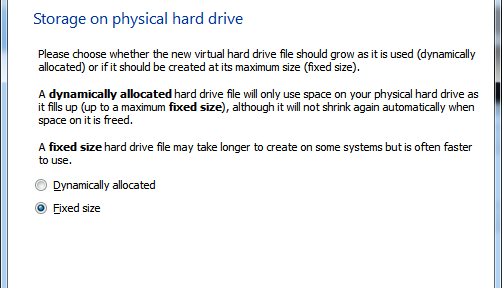 Storage on physical hard drive
Please choose whether the new virtual hard drive file should grow as it is used (dynamically
allocated) or if it should be created at its maximum size (fixed size).
A dynamically allocated hard drive file will only use space on your physical hard drive as
it fills up (up to a maximum fixed size), although it will not shrink again automatically when
space on it is freed.
A fixed size hard drive file may take longer to create on some systems but is often faster
to use.
Dynamically allocated
Fixed size